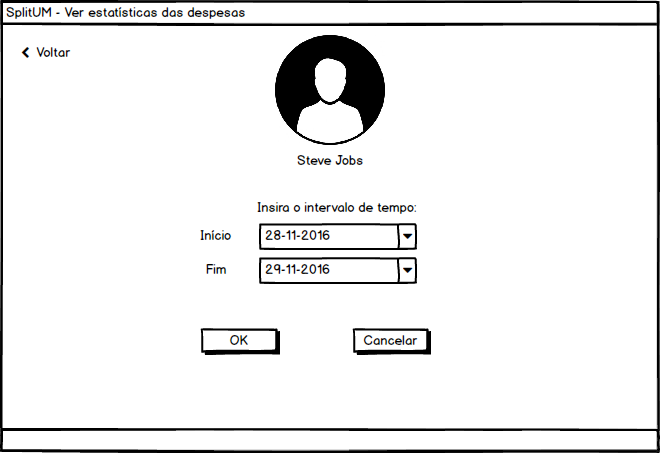 SplitUM - Ver estatísticas das despesas
Voltar
Steve Jobs
Insira o intervalo de tempo:
Início 28-11-2016
Fim 29-11-2016
OK Cancelar